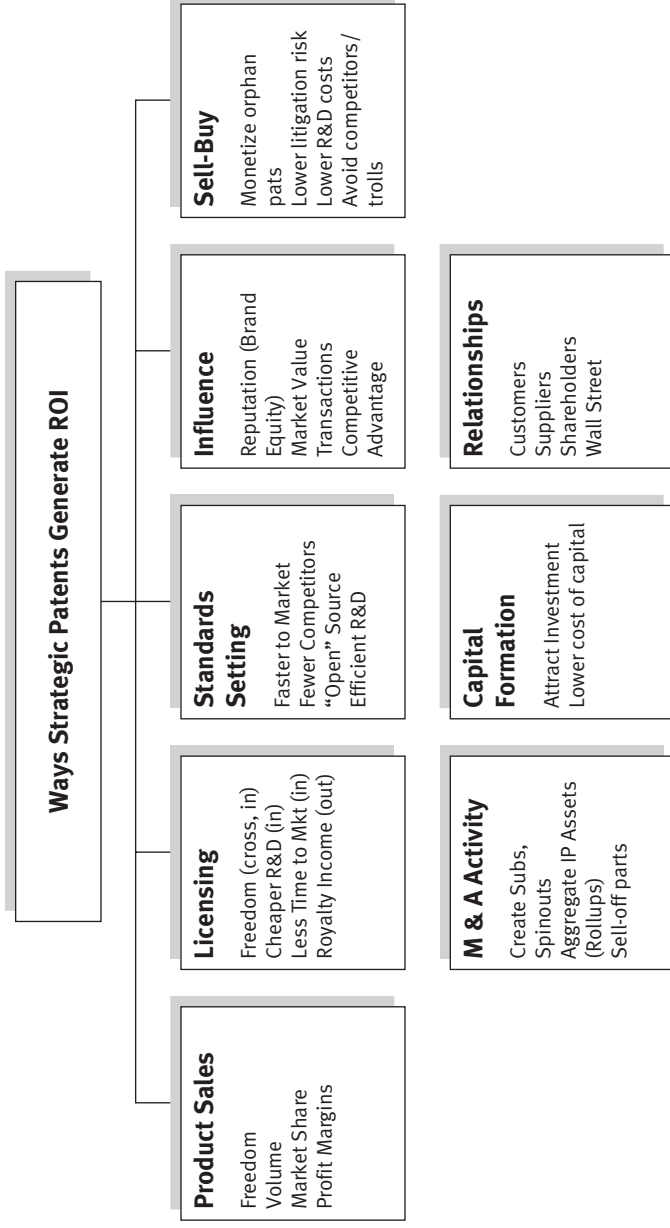 Ways Strategic Patents Generate ROI
Product Sales
Freedom
Volume
Market Share
Profit Margins
Licensing
Freedom (cross, in)
Cheaper R&D (in)
Less Time to Mkt (in)
Royalty Income (out)
Standards
Setting
Faster to Market
Fewer Competitors
“Open” Source
Efficient R&D
Influence
Reputation (Brand
Equity)
Market Value
Transactions
Competitive
Advantage
Sell-Buy
Monetize orphan
pats
Lower litigation risk
Lower R&D costs
Avoid competitors/
trolls
M & A Activity
Create Subs,
Spinouts
Aggregate IP Assets
(Rollups)
Sell-off parts
Capital
Formation
Attract Investment
Lower cost of capital
Relationships
Customers
Suppliers
Shareholders
Wall Street